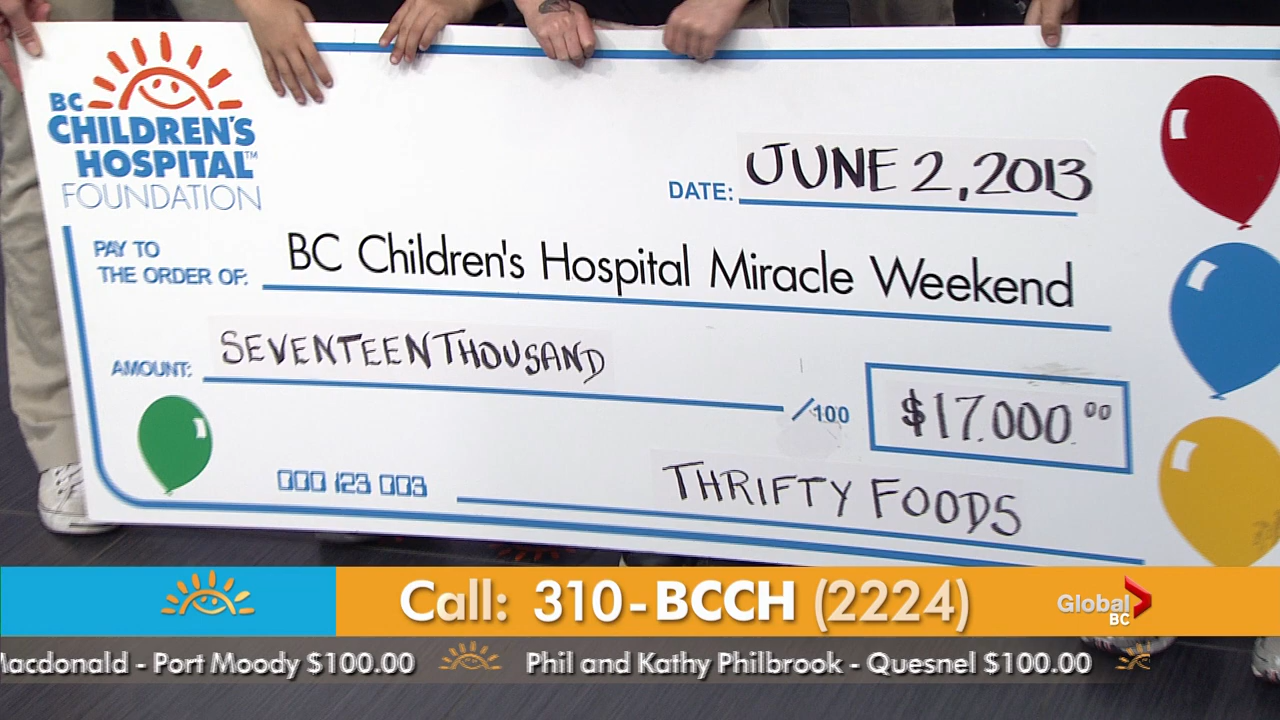 BC
CHILDREN'S
HOSPITAL™
FOUNDATION
DATE: JUNE 2, 2013
PAY TO
THE ORDER OF: BC Children's Hospital Miracle Weekend
AMOUNT: SEVENTEEN THOUSAND
/100 $17.000.00
000 123 003
THRIFTY FOODS
Call: 310-BCCH (2224)
Global
BC
Macdonald - Port Moody $100.00 Phil and Kathy Philbrook - Quesnel $100.00